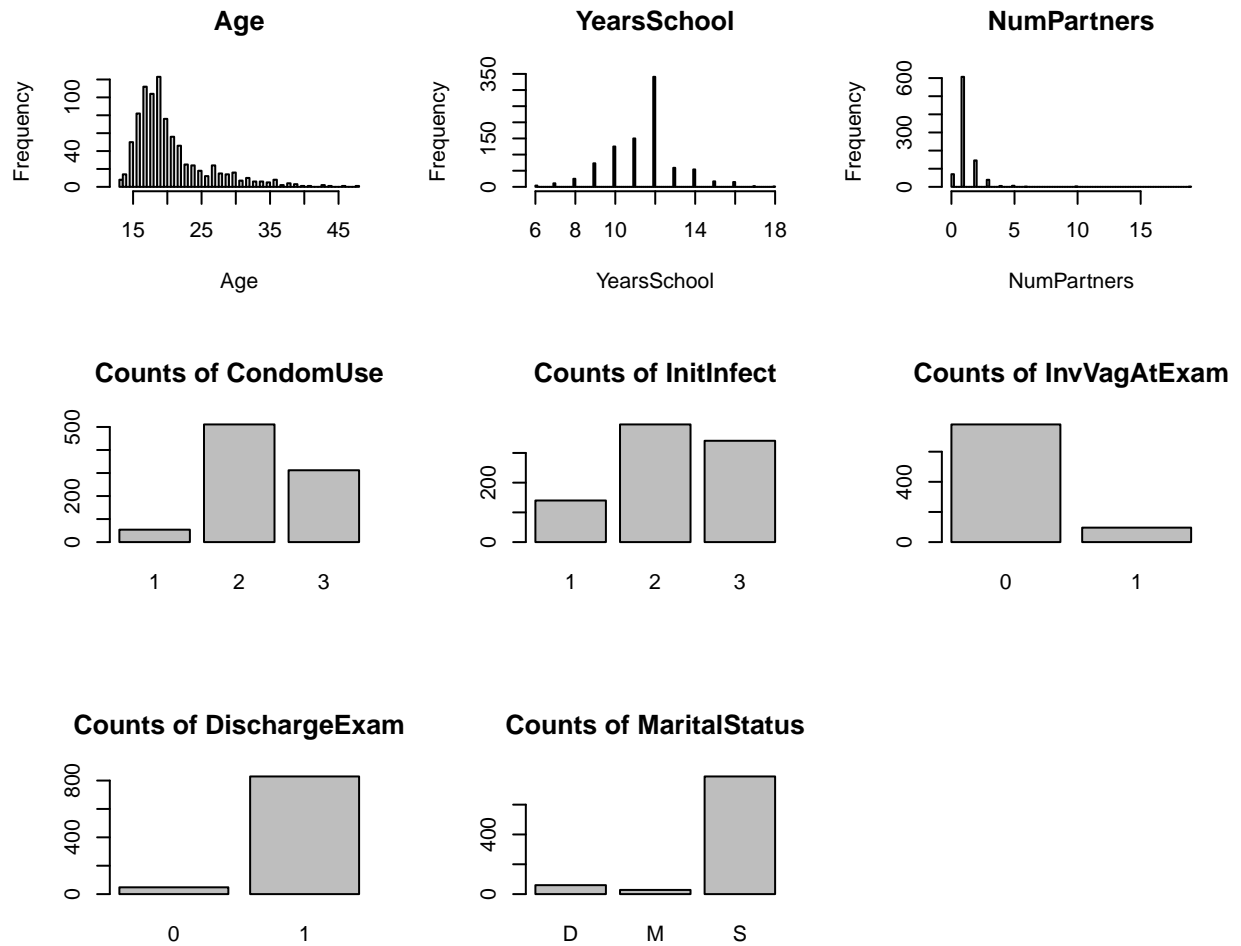 Age
YearsSchool
NumPartners
Frequency
0
40
100
15
25
35
45
Age
Frequency
0
150
350
6
8
10
14
18
YearsSchool
Frequency
0
300
600
0
5
10
15
NumPartners
Counts of CondomUse
Counts of InitInfect
Counts of InvVagAtExam
0
200
500
1
2
3
0
200
1
2
3
0
400
0
1
Counts of DischargeExam
Counts of MaritalStatus
0
400
800
0
1
0
400
D
M
S